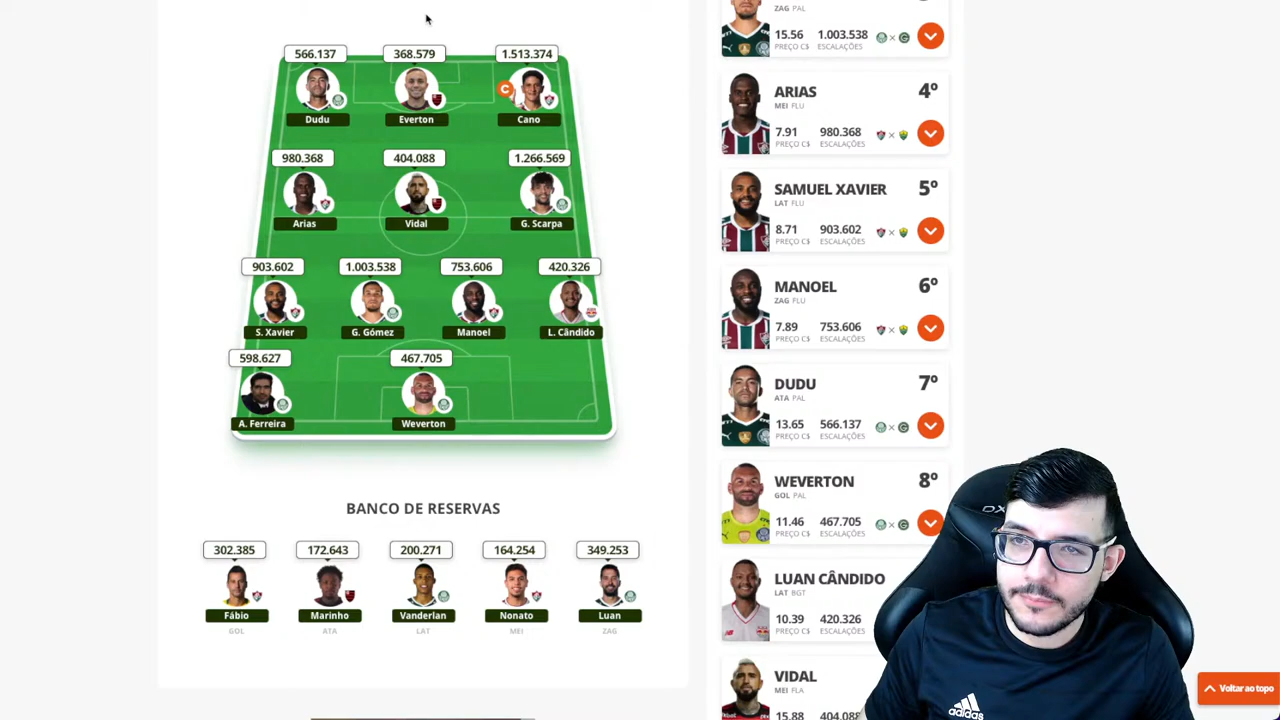 566.137
368.579
1.513.374
C
Dudu
Everton
Cano
980.368
404.088
1.266.569
Arias
Vidal
G. Scarpa
903.602
1.003.538
753.606
420.326
S. Xavier
G. Gómez
Manoel
L. Cândido
598.627
467.705
A. Ferreira
Weverton
BANCO DE RESERVAS
302.385
172.643
200.271
164.254
349.253
Fábio
Marinho
Vanderlan
Nonato
Luan
GOL
ATA
LAT
MEI
ZAG
ZAG PAL
15.56 1.003.538
PREÇO C$ ESCALAÇÕES
ARIAS 4º
MEI FLU
7.91 980.368
PREÇO C$ ESCALAÇÕES
SAMUEL XAVIER 5º
LAT FLU
8.71 903.602
PREÇO C$ ESCALAÇÕES
MANOEL 6º
ZAG FLU
7.89 753.606
PREÇO C$ ESCALAÇÕES
DUDU 7º
ATA PAL
13.65 566.137
PREÇO C$ ESCALAÇÕES
WEVERTON 8º
GOL PAL
11.46 467.705
PREÇO C$ ESCALAÇÕES
LUAN CÂNDIDO
LAT BGT
10.39 420.326
PREÇO C$ ESCALAÇÕES
VIDAL
MEI FLA
15.88 404.088
DX
adidas
Voltar ao topo